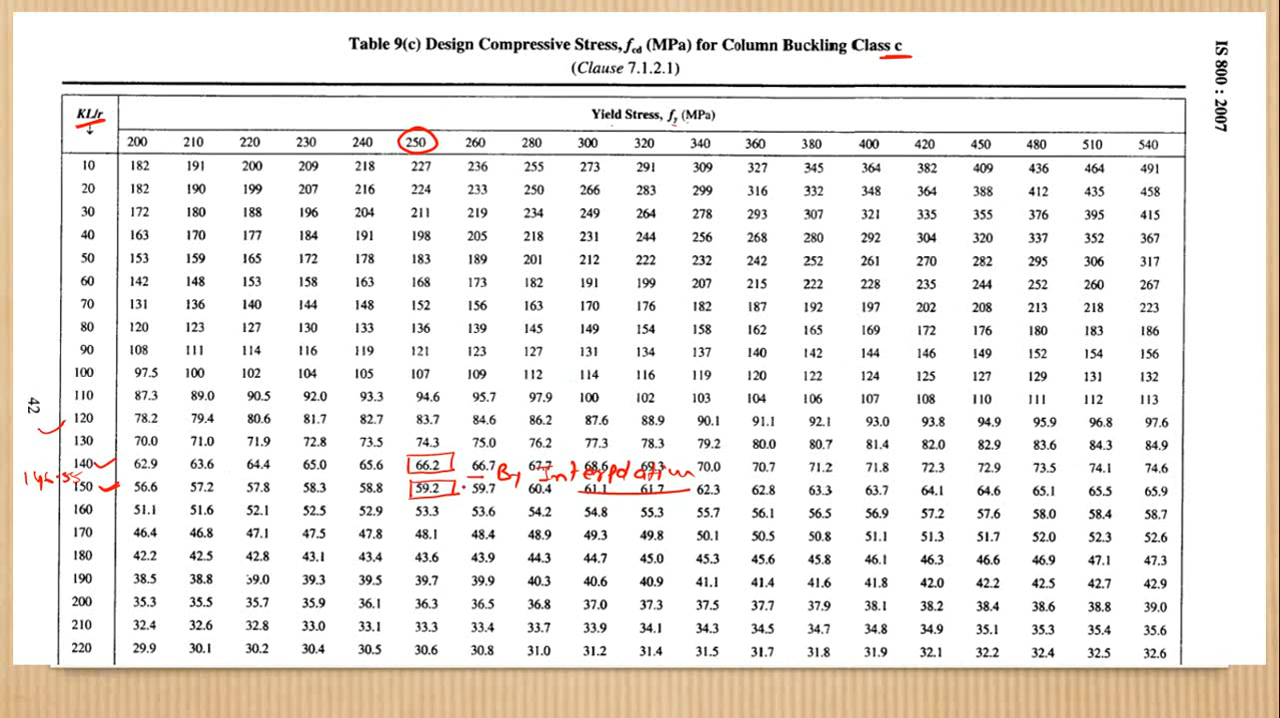 Table 9(c) Design Compressive Stress, fcd (MPa) for Column Buckling Class c
(Clause 7.1.2.1)
IS 800 : 2007
KL/r Yield Stress, fy (MPa)
↓
200 210 220 230 240 250 260 280 300 320 340 360 380 400 420 450 480 510 540
10 182 191 200 209 218 227 236 255 273 291 309 327 345 364 382 409 436 464 491
20 182 190 199 207 216 224 233 250 266 283 299 316 332 348 364 388 412 435 458
30 172 180 188 196 204 211 219 234 249 264 278 293 307 321 335 355 376 395 415
40 163 170 177 184 191 198 205 218 231 244 256 268 280 292 304 320 337 352 367
50 153 159 165 172 178 183 189 201 212 222 232 242 252 261 270 282 295 306 317
60 142 148 153 158 163 168 173 182 191 199 207 215 222 228 235 244 252 260 267
70 131 136 140 144 148 152 156 163 170 176 182 187 192 197 202 208 213 218 223
80 120 123 127 130 133 136 139 145 149 154 158 162 165 169 172 176 180 183 186
90 108 111 114 116 119 121 123 127 131 134 137 140 142 144 146 149 152 154 156
100 97.5 100 102 104 105 107 109 112 114 116 119 120 122 124 125 127 129 131 132
110 87.3 89.0 90.5 92.0 93.3 94.6 95.7 97.9 100 102 103 104 106 107 108 110 111 112 113
42
120 78.2 79.4 80.6 81.7 82.7 83.7 84.6 86.2 87.6 88.9 90.1 91.1 92.1 93.0 93.8 94.9 95.9 96.8 97.6
130 70.0 71.0 71.9 72.8 73.5 74.3 75.0 76.2 77.3 78.3 79.2 80.0 80.7 81.4 82.0 82.9 83.6 84.3 84.9
140 62.9 63.6 64.4 65.0 65.6 66.2 66.7 67.7 68.6 69.3 70.0 70.7 71.2 71.8 72.3 72.9 73.5 74.1 74.6
146.55 By Interpolation
150 56.6 57.2 57.8 58.3 58.8 59.2 59.7 60.4 61.1 61.7 62.3 62.8 63.3 63.7 64.1 64.6 65.1 65.5 65.9
160 51.1 51.6 52.1 52.5 52.9 53.3 53.6 54.2 54.8 55.3 55.7 56.1 56.5 56.9 57.2 57.6 58.0 58.4 58.7
170 46.4 46.8 47.1 47.5 47.8 48.1 48.4 48.9 49.3 49.8 50.1 50.5 50.8 51.1 51.3 51.7 52.0 52.3 52.6
180 42.2 42.5 42.8 43.1 43.4 43.6 43.9 44.3 44.7 45.0 45.3 45.6 45.8 46.1 46.3 46.6 46.9 47.1 47.3
190 38.5 38.8 39.0 39.3 39.5 39.7 39.9 40.3 40.6 40.9 41.1 41.4 41.6 41.8 42.0 42.2 42.5 42.7 42.9
200 35.3 35.5 35.7 35.9 36.1 36.3 36.5 36.8 37.0 37.3 37.5 37.7 37.9 38.1 38.2 38.4 38.6 38.8 39.0
210 32.4 32.6 32.8 33.0 33.1 33.3 33.4 33.7 33.9 34.1 34.3 34.5 34.7 34.8 34.9 35.1 35.3 35.4 35.6
220 29.9 30.1 30.2 30.4 30.5 30.6 30.8 31.0 31.2 31.4 31.5 31.7 31.8 31.9 32.1 32.2 32.4 32.5 32.6